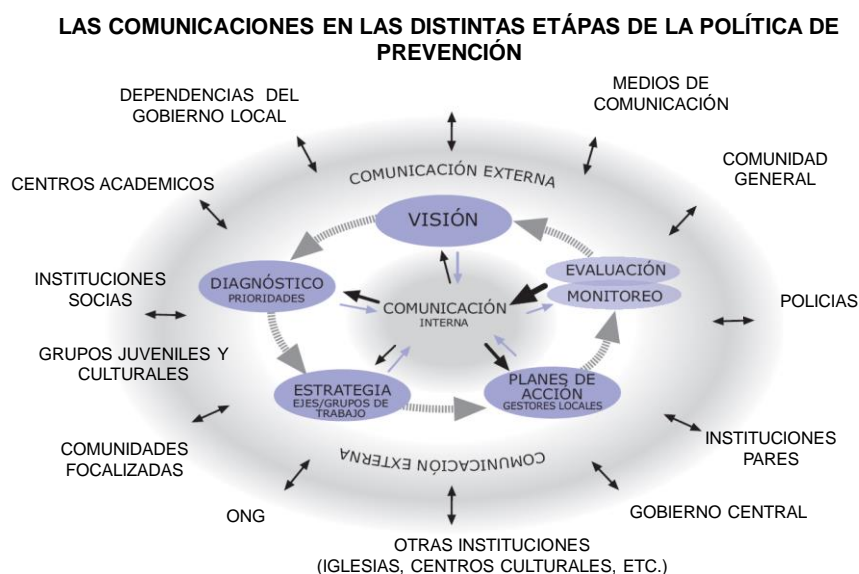 LAS COMUNICACIONES EN LAS DISTINTAS ETÁPAS DE LA POLÍTICA DE
PREVENCIÓN
DEPENDENCIAS DEL
GOBIERNO LOCAL
MEDIOS DE
COMUNICACIÓN
CENTROS ACADEMICOS
COMUNIDAD
GENERAL
COMUNICACIÓN EXTERNA
VISIÓN
DIAGNÓSTICO
PRIORIDADES
EVALUACIÓN
MONITOREO
COMUNICACIÓN
INTERNA
INSTITUCIONES
SOCIAS
POLICIAS
GRUPOS JUVENILES Y
CULTURALES
ESTRATEGIA
EJES/GRUPOS DE
TRABAJO
PLANES DE
ACCIÓN
GESTORES LOCALES
COMUNIDADES
FOCALIZADAS
COMUNICACIÓN EXTERNA
INSTITUCIONES
PARES
ONG
GOBIERNO CENTRAL
OTRAS INSTITUCIONES
(IGLESIAS, CENTROS CULTURALES, ETC.)